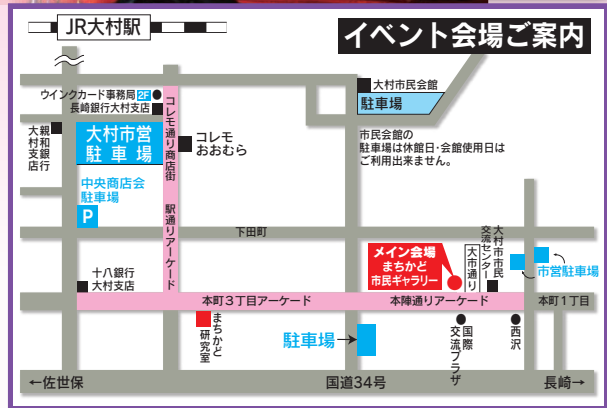 JR大村駅
イベント会場ご案内
大村市民会館
駐車場
ウインクカード事務局 2F
長崎銀行大村支店
コレモ通り商店街
親和銀行
大村支店
大村市営
駐車場
コレモ
おおむら
市民会館の
駐車場は休館日・会館使用日は
ご利用出来ません。
中央商店会
駐車場
P
駅通りアーケード
下田町
メイン会場
まちかど
市民ギャラリー
大市通り
大村市市民
交流センター
市営駐車場
十八銀行
大村支店
本町3丁目アーケード
本陣通りアーケード
本町1丁目
まちかど
研究室
駐車場→
国際
交流プラザ
西沢
←佐世保
国道34号
長崎→